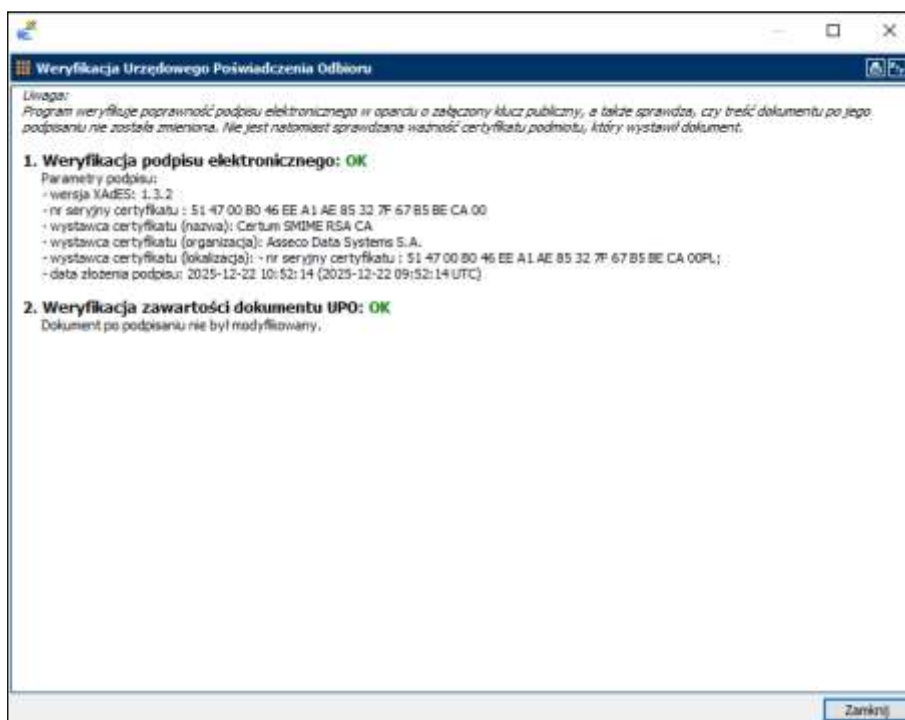 Weryfikacja Urzędowego Poświadczenia Odbioru
Uwaga:
Program weryfikuje poprawność podpisu elektronicznego w oparciu o załączony klucz publiczny, a także sprawdza, czy treść dokumentu po jego
podpisaniu nie została zmieniona. Nie jest natomiast sprawdzana ważność certyfikatu podmiotu, który wystawił dokument.
1. Weryfikacja podpisu elektronicznego: OK
Parametry podpisu:
- wersja XAdES: 1.3.2
- nr seryjny certyfikatu : 51 47 00 B0 46 EE A1 AE 85 32 7F 67 B5 BE CA 00
- wystawca certyfikatu (nazwa): Certum SMIME RSA CA
- wystawca certyfikatu (organizacja): Asseco Data Systems S.A.
- wystawca certyfikatu (lokalizacja): - nr seryjny certyfikatu : 51 47 00 B0 46 EE A1 AE 85 32 7F 67 B5 BE CA 00PL;
- data złożenia podpisu: 2025-12-22 10:52:14 (2025-12-22 09:52:14 UTC)
2. Weryfikacja zawartości dokumentu UPO: OK
Dokument po podpisaniu nie był modyfikowany.
Zamknij